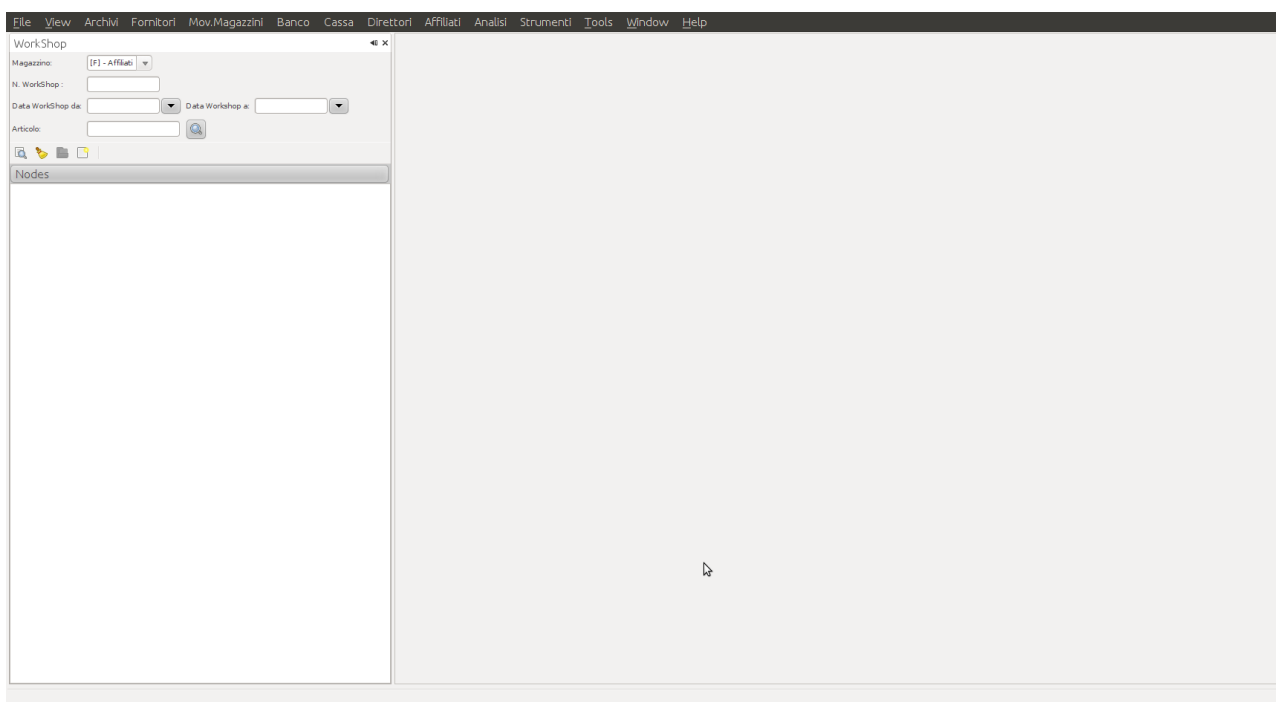 File View Archivi Fornitori Mov.Magazzini Banco Cassa Direttori Affiliati Analisi Strumenti Tools Window Help
WorkShop
Magazzino: [F] - Affiliati
N. WorkShop :
Data WorkShop da: Data Workshop a:
Articolo:
Nodes